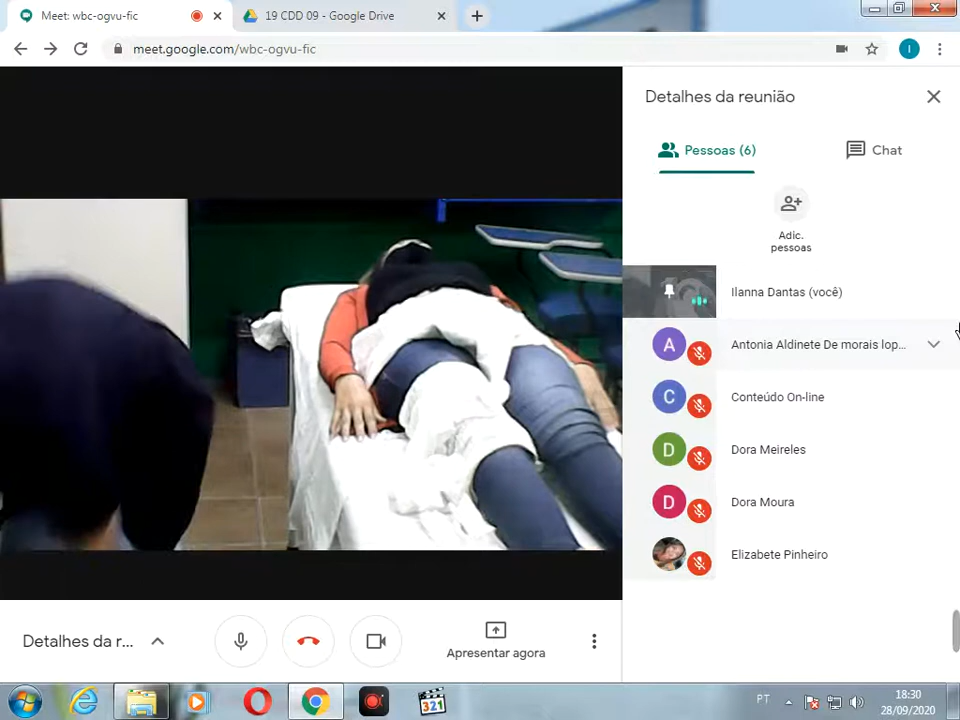 Meet: wbc-ogvu-fic
19 CDD 09 - Google Drive
meet.google.com/wbc-ogvu-fic
I
Detalhes da reunião
Pessoas (6)
Chat
Adic.
pessoas
Ilanna Dantas (você)
A
Antonia Aldinete De morais lop...
C
Conteúdo On-line
D
Dora Meireles
D
Dora Moura
Elizabete Pinheiro
Detalhes da r...
Apresentar agora
321
PT
18:30
28/09/2020